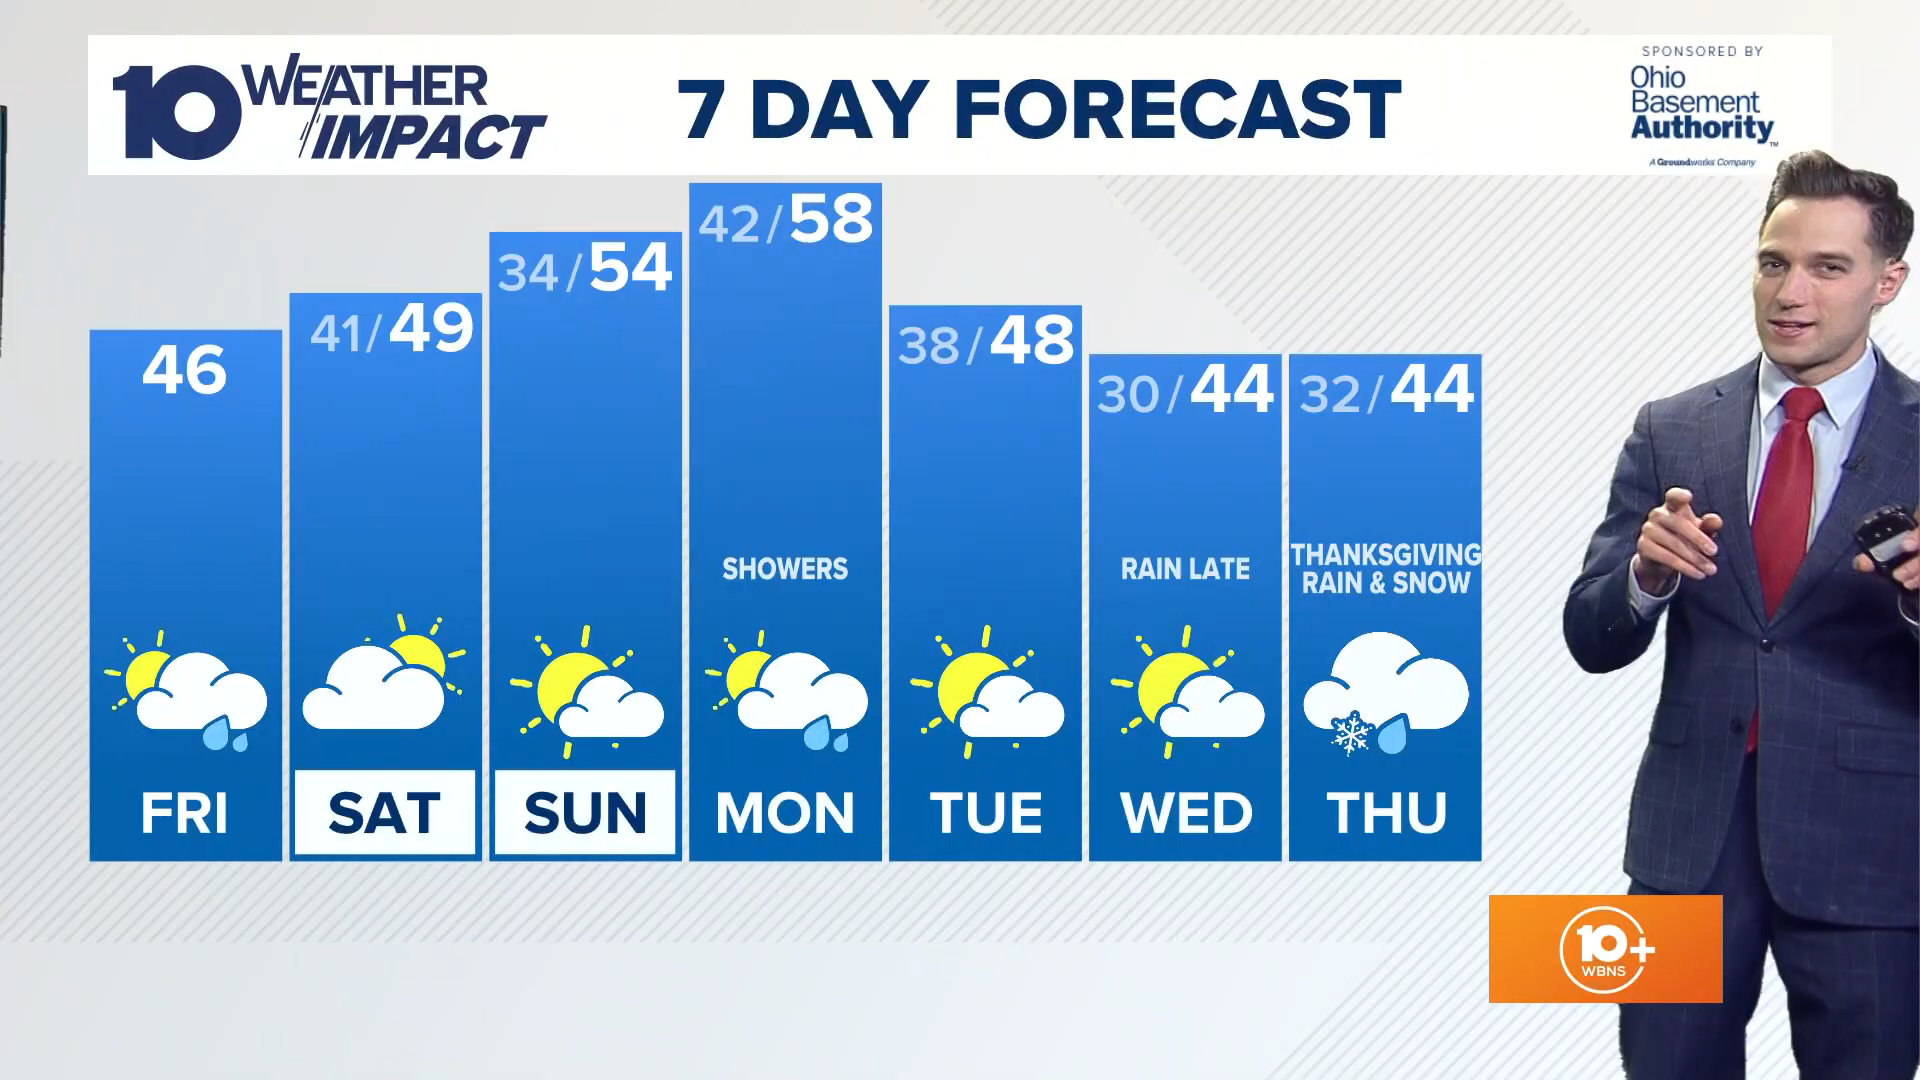 10 WEATHER IMPACT
7 DAY FORECAST
SPONSORED BY
Ohio
Basement
Authority™
A Groundworks Company
46
41/49
34/54
42/58
38/48
30/44
32/44
SHOWERS
RAIN LATE
THANKSGIVING
RAIN & SNOW
FRI
SAT
SUN
MON
TUE
WED
THU
10+
WBNS